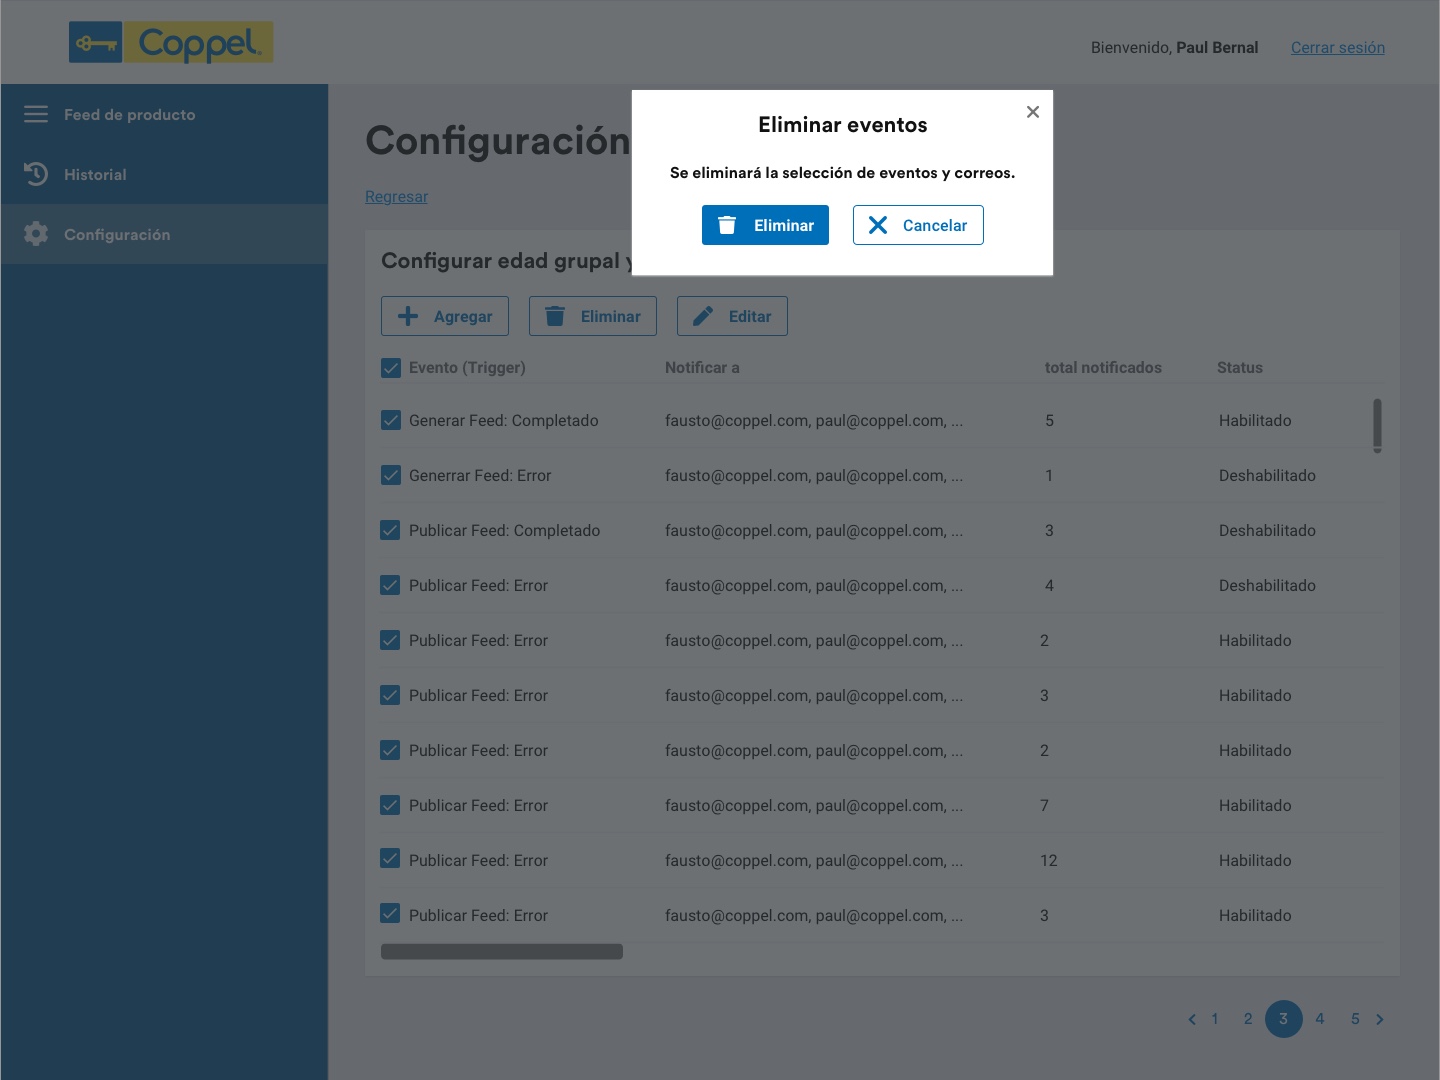 Coppel.
Bienvenido, Paul Bernal
Cerrar sesión
Feed de producto
Historial
Configuración
Configuración
Regresar
Eliminar eventos
Se eliminará la selección de eventos y correos.
Eliminar
Cancelar
Configurar edad grupal y
Agregar
Eliminar
Editar
Evento (Trigger) Notificar a total notificados Status
Generar Feed: Completado fausto@coppel.com, paul@coppel.com, ... 5 Habilitado
Generrar Feed: Error fausto@coppel.com, paul@coppel.com, ... 1 Deshabilitado
Publicar Feed: Completado fausto@coppel.com, paul@coppel.com, ... 3 Deshabilitado
Publicar Feed: Error fausto@coppel.com, paul@coppel.com, ... 4 Deshabilitado
Publicar Feed: Error fausto@coppel.com, paul@coppel.com, ... 2 Habilitado
Publicar Feed: Error fausto@coppel.com, paul@coppel.com, ... 3 Habilitado
Publicar Feed: Error fausto@coppel.com, paul@coppel.com, ... 2 Habilitado
Publicar Feed: Error fausto@coppel.com, paul@coppel.com, ... 7 Habilitado
Publicar Feed: Error fausto@coppel.com, paul@coppel.com, ... 12 Habilitado
Publicar Feed: Error fausto@coppel.com, paul@coppel.com, ... 3 Habilitado
1 2 3 4 5